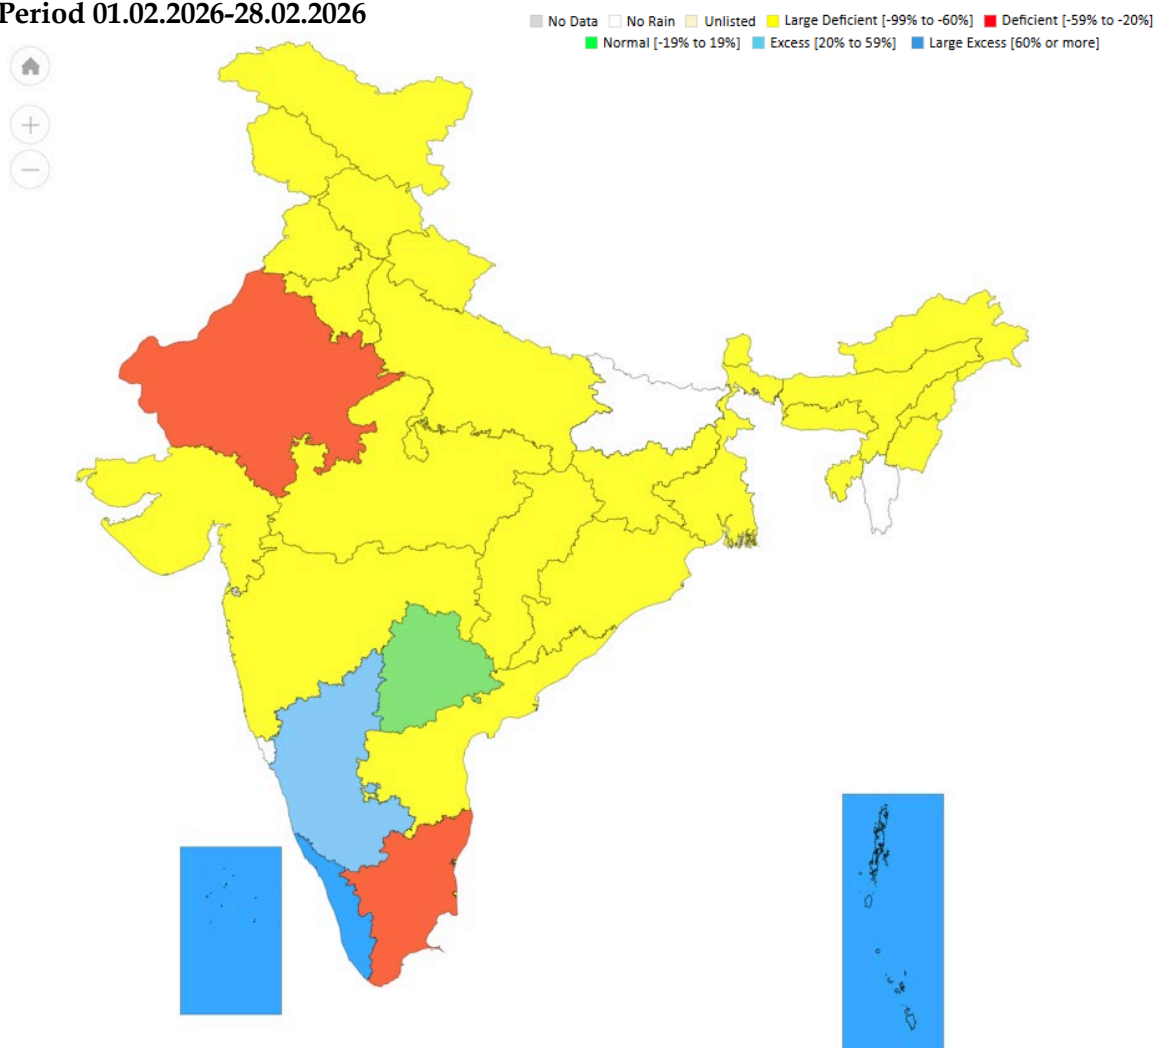 Period 01.02.2026-28.02.2026
No Data No Rain Unlisted Large Deficient [-99% to -60%] Deficient [-59% to -20%]
Normal [-19% to 19%] Excess [20% to 59%] Large Excess [60% or more]